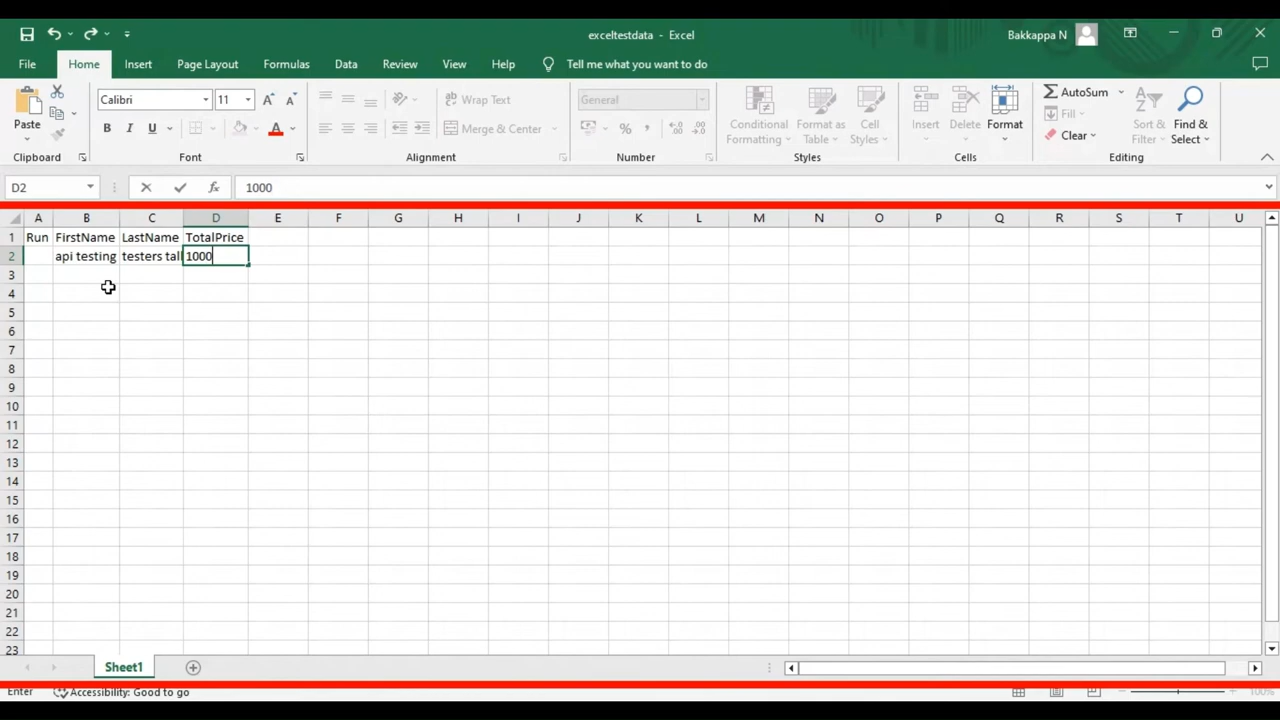 exceltestdata - Excel
Bakkappa N
File Home Insert Page Layout Formulas Data Review View Help Tell me what you want to do
Paste
Clipboard
Calibri 11
B I U
Font
Wrap Text
Merge & Center
Alignment
General
Number
Conditional Formatting
Format as Table
Cell Styles
Styles
Insert
Delete
Format
Cells
AutoSum
Fill
Clear
Sort & Filter
Find & Select
Editing
D2 fx 1000
A B C D E F G H I J K L M N O P Q R S T U
1 Run FirstName LastName TotalPrice
2 api testing testers tal 1000
3
4
5
6
7
8
9
10
11
12
13
14
15
16
17
18
19
20
21
22
23
Sheet1
Enter Accessibility: Good to go 100%